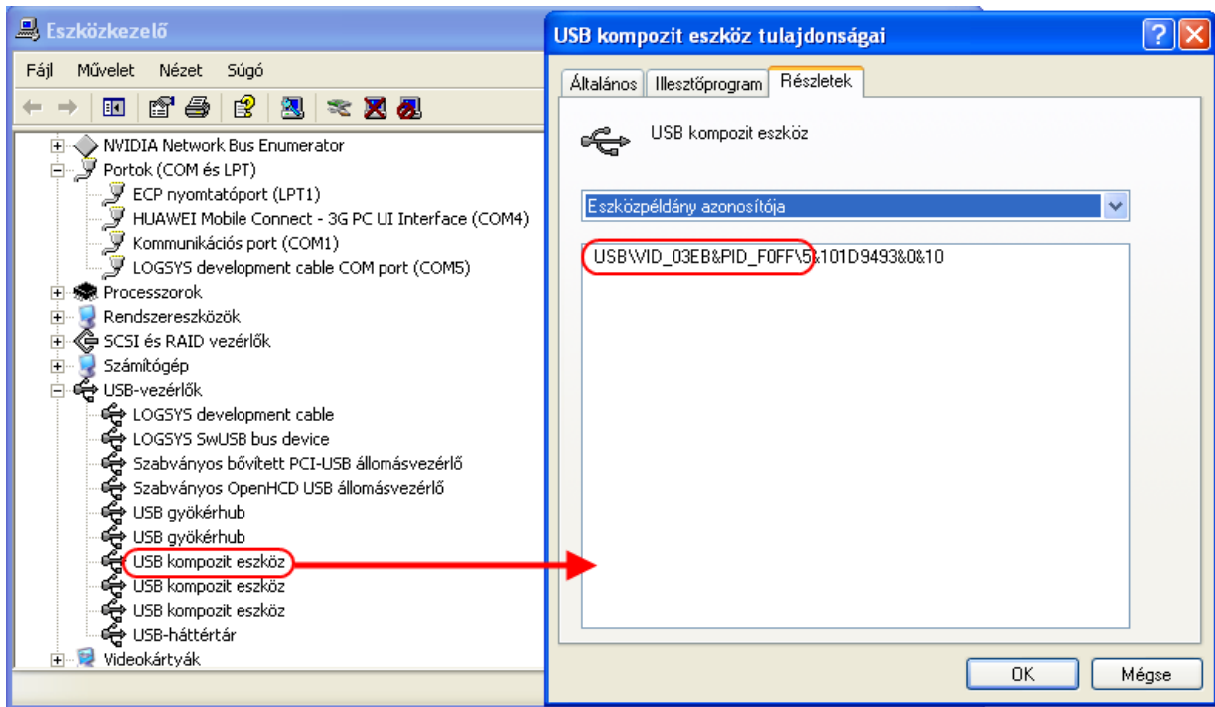 Eszközkezelő
Fájl Művelet Nézet Súgó
NVIDIA Network Bus Enumerator
Portok (COM és LPT)
ECP nyomtatóport (LPT1)
HUAWEI Mobile Connect - 3G PC UI Interface (COM4)
Kommunikációs port (COM1)
LOGSYS development cable COM port (COM5)
Processzorok
Rendszereszközök
SCSI és RAID vezérlők
Számítógép
USB-vezérlők
LOGSYS development cable
LOGSYS SwUSB bus device
Szabványos bővített PCI-USB állomásvezérlő
Szabványos OpenHCD USB állomásvezérlő
USB gyökérhub
USB gyökérhub
USB kompozit eszköz
USB kompozit eszköz
USB kompozit eszköz
USB-háttértár
Videokártyák
USB kompozit eszköz tulajdonságai
Általános Illesztőprogram Részletek
USB kompozit eszköz
Eszközpéldány azonosítója
USB\VID_03EB&PID_F0FF\5&101D9493&0&10
OK Mégse